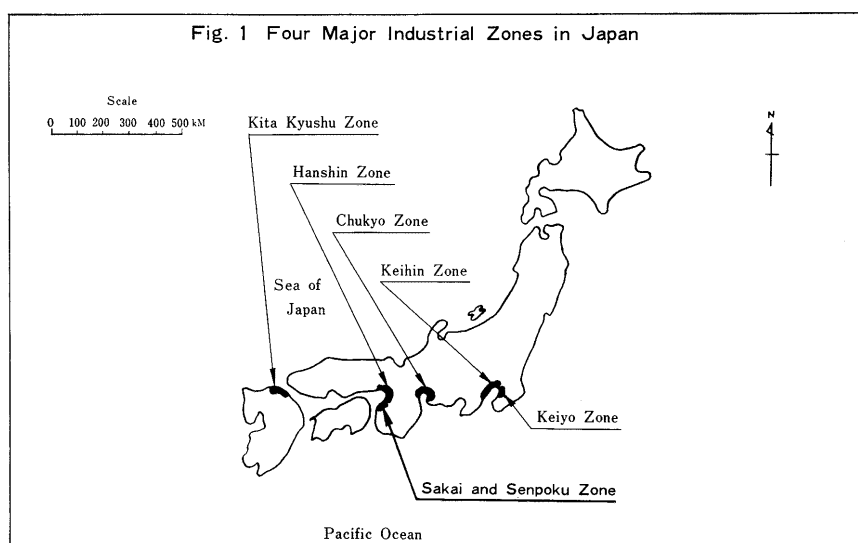 Fig. 1 Four Major Industrial Zones in Japan
Scale
0 100 200 300 400 500 kM
N
Kita Kyushu Zone
Hanshin Zone
Chukyo Zone
Keihin Zone
Sea of
Japan
Keiyo Zone
Sakai and Senpoku Zone
Pacific Ocean